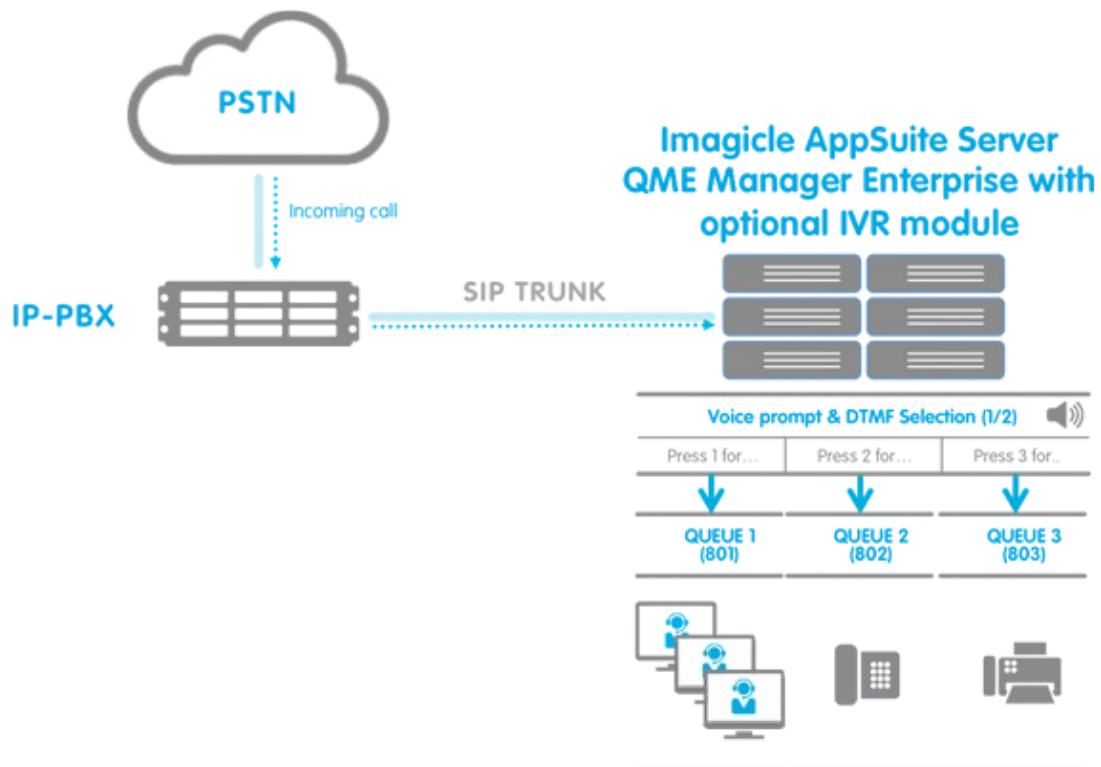 PSTN
Incoming call
Imagicle AppSuite Server
QME Manager Enterprise with
optional IVR module
IP-PBX
SIP TRUNK
Voice prompt & DTMF Selection (1/2)
Press 1 for...
Press 2 for...
Press 3 for..
QUEUE 1
(801)
QUEUE 2
(802)
QUEUE 3
(803)